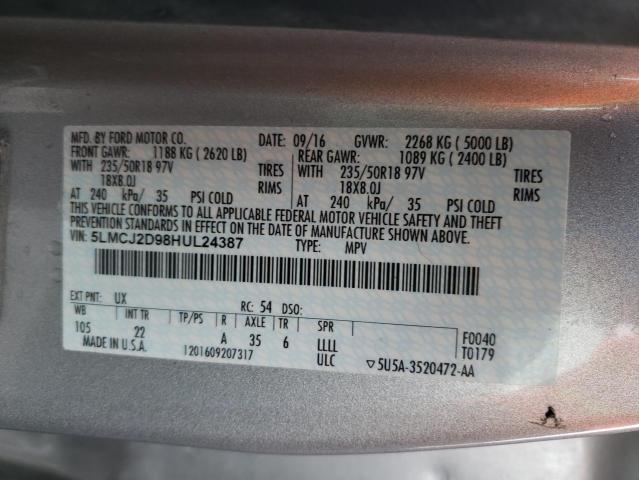 MFD. BY FORD MOTOR CO. DATE: 09/16 GVWR: 2268 KG ( 5000 LB)
FRONT GAWR: 1188 KG ( 2620 LB) REAR GAWR: 1089 KG ( 2400 LB)
WITH 235/50R18 97V TIRES WITH 235/50R18 97V TIRES
18X8.0J RIMS 18X8.0J RIMS
AT 240 kPa/ 35 PSI COLD AT 240 kPa/ 35 PSI COLD
THIS VEHICLE CONFORMS TO ALL APPLICABLE FEDERAL MOTOR VEHICLE SAFETY AND THEFT
PREVENTION STANDARDS IN EFFECT ON THE DATE OF MANUFACTURE SHOWN ABOVE.
VIN: 5LMCJ2D98HUL24387 TYPE: MPV
EXT PNT: UX RC: 54 DSO:
WB INT TR TP/PS R AXLE TR SPR F0040
105 22 A 35 6 LLLL T0179
MADE IN U.S.A. 1201609207317 ULC ▽5U5A-3520472-AA